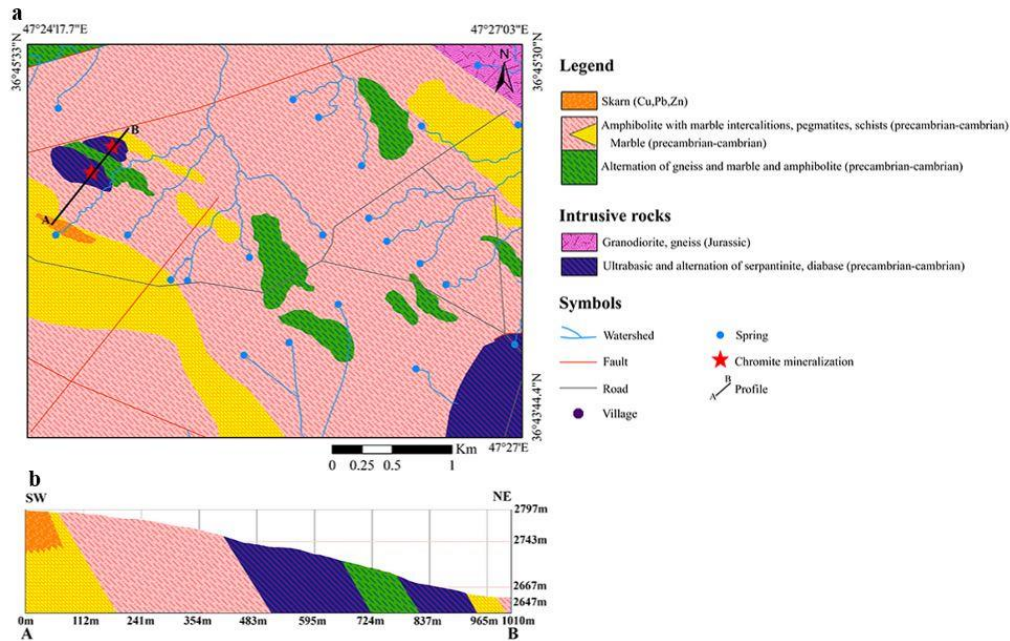 a
47°24'17.7"E
47°27'03"E
36°45'33"N
36°45'30"N
N
B
A
36°43'44.4"N
47°27'E
Km
0 0.25 0.5 1
Legend
Skarn (Cu,Pb,Zn)
Amphibolite with marble intercalitions, pegmatites, schists (precambrian-cambrian)
Marble (precambrian-cambrian)
Alternation of gneiss and marble and amphibolite (precambrian-cambrian)
Intrusive rocks
Granodiorite, gneiss (Jurassic)
Ultrabasic and alternation of serpantinite, diabase (precambrian-cambrian)
Symbols
Watershed
Spring
Fault
Chromite mineralization
Road
B
A
Profile
Village
b
SW
NE
2797m
2743m
2667m
2647m
0m 112m 241m 354m 483m 595m 724m 837m 965m 1010m
A
B